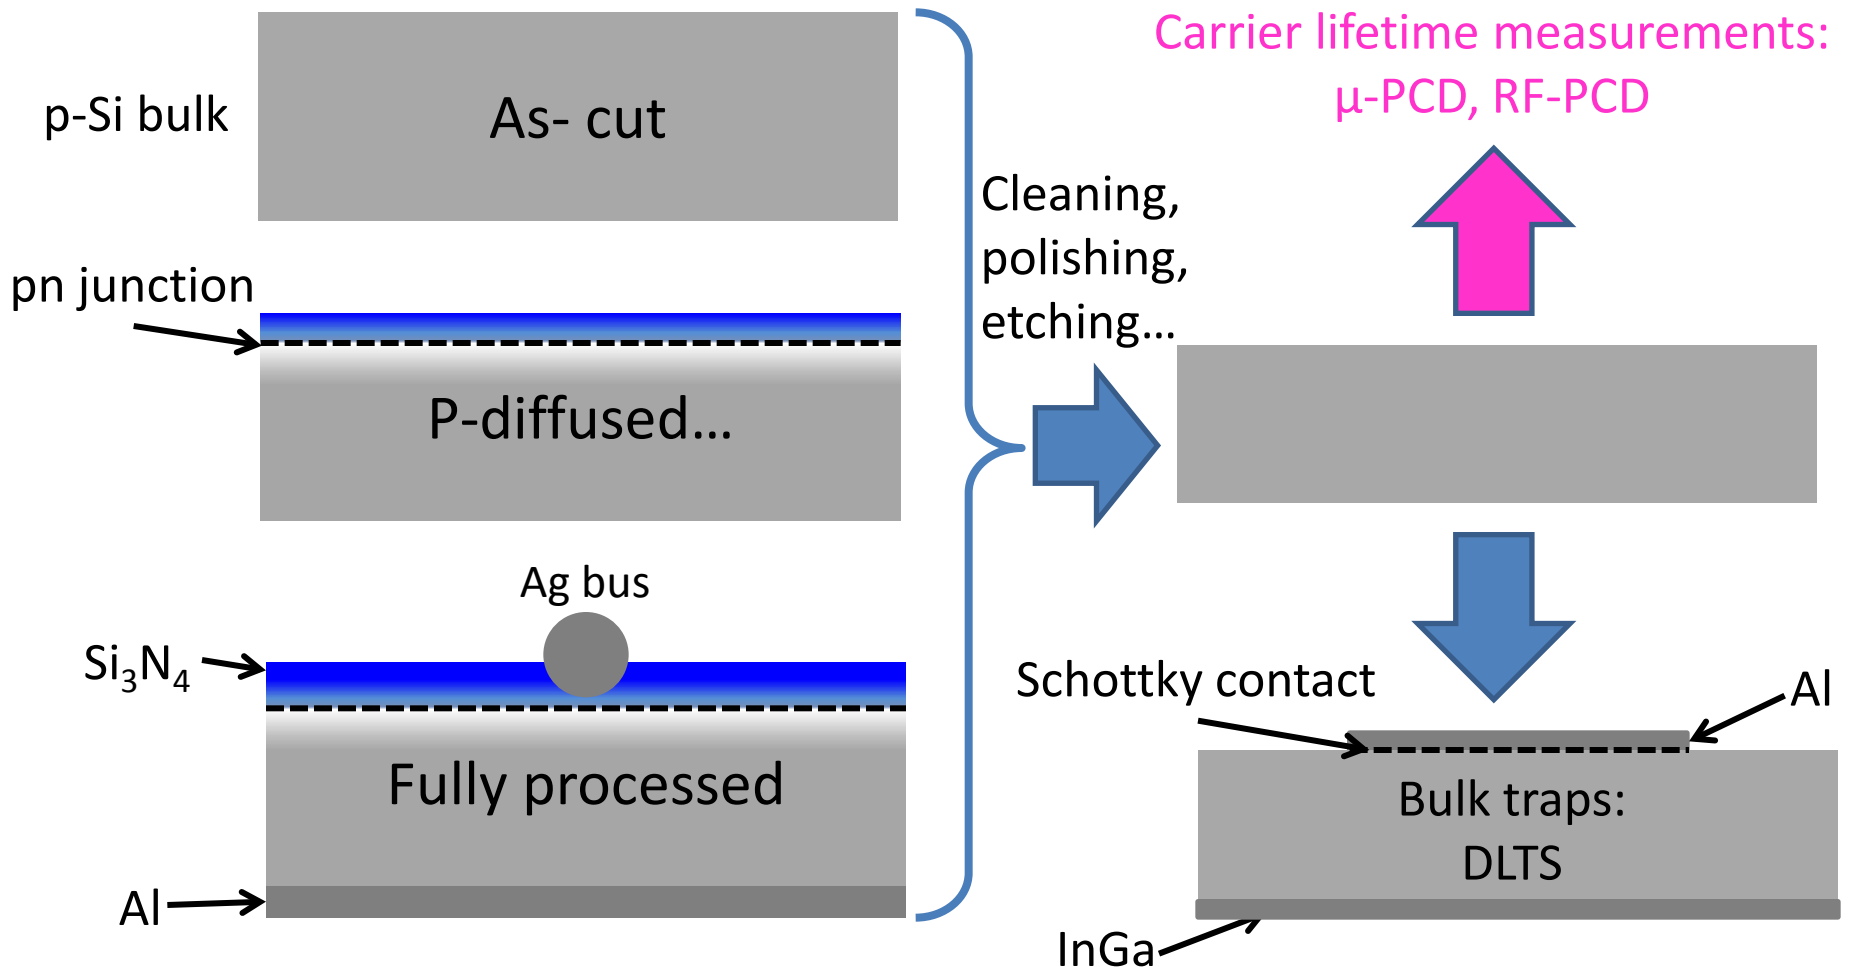 p-Si bulk
As- cut
pn junction
P-diffused...
Ag bus
Si₃N₄
Fully processed
Al
Cleaning,
polishing,
etching...
Carrier lifetime measurements:
µ-PCD, RF-PCD
Schottky contact
Al
Bulk traps:
DLTS
InGa